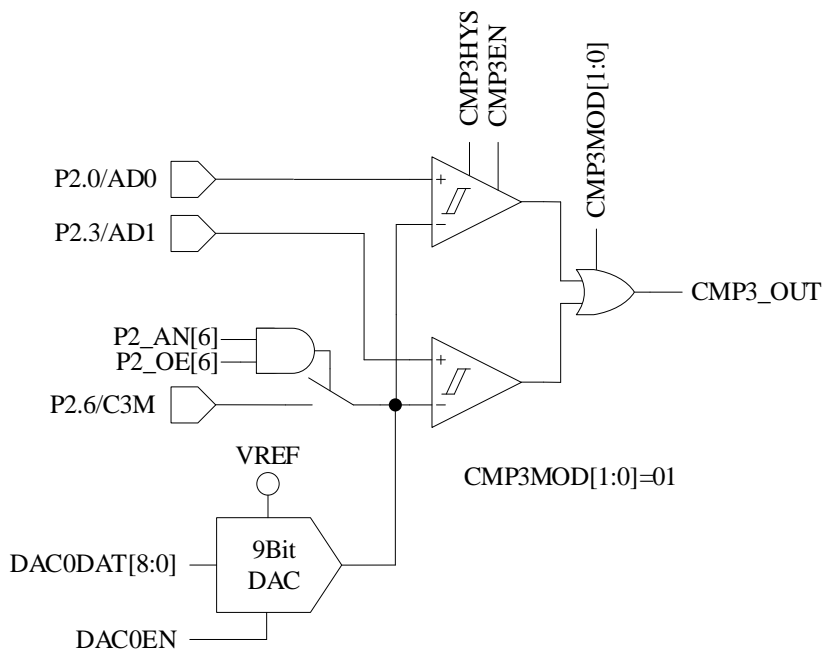 CMP3HYS
CMP3EN
CMP3MOD[1:0]
P2.0/AD0
+
-
P2.3/AD1
CMP3_OUT
P2_AN[6]
P2_OE[6]
+
-
P2.6/C3M
VREF
CMP3MOD[1:0]=01
DAC0DAT[8:0]
9Bit
DAC
DAC0EN